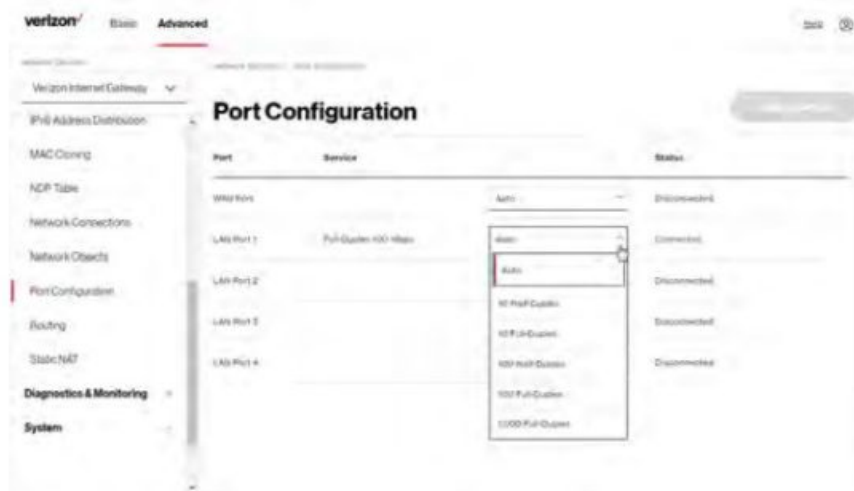 verizon✓ Basic Advanced
Verizon Internet Gateway
IPv6 Address Distribution
MAC Cloning
NDP Table
Network Connections
Network Objects
Port Configuration
Routing
Static NAT
Diagnostics & Monitoring
System
Port Configuration
Port Service Status
Auto Disconnected
LAN Port 1 Full-Duplex 100 Mbps Auto Connected
Auto
LAN Port 2 Disconnected
10 Half-Duplex
LAN Port 3 Disconnected
10 Full-Duplex
LAN Port 4 100 Half-Duplex Disconnected
100 Full-Duplex
1000 Full-Duplex